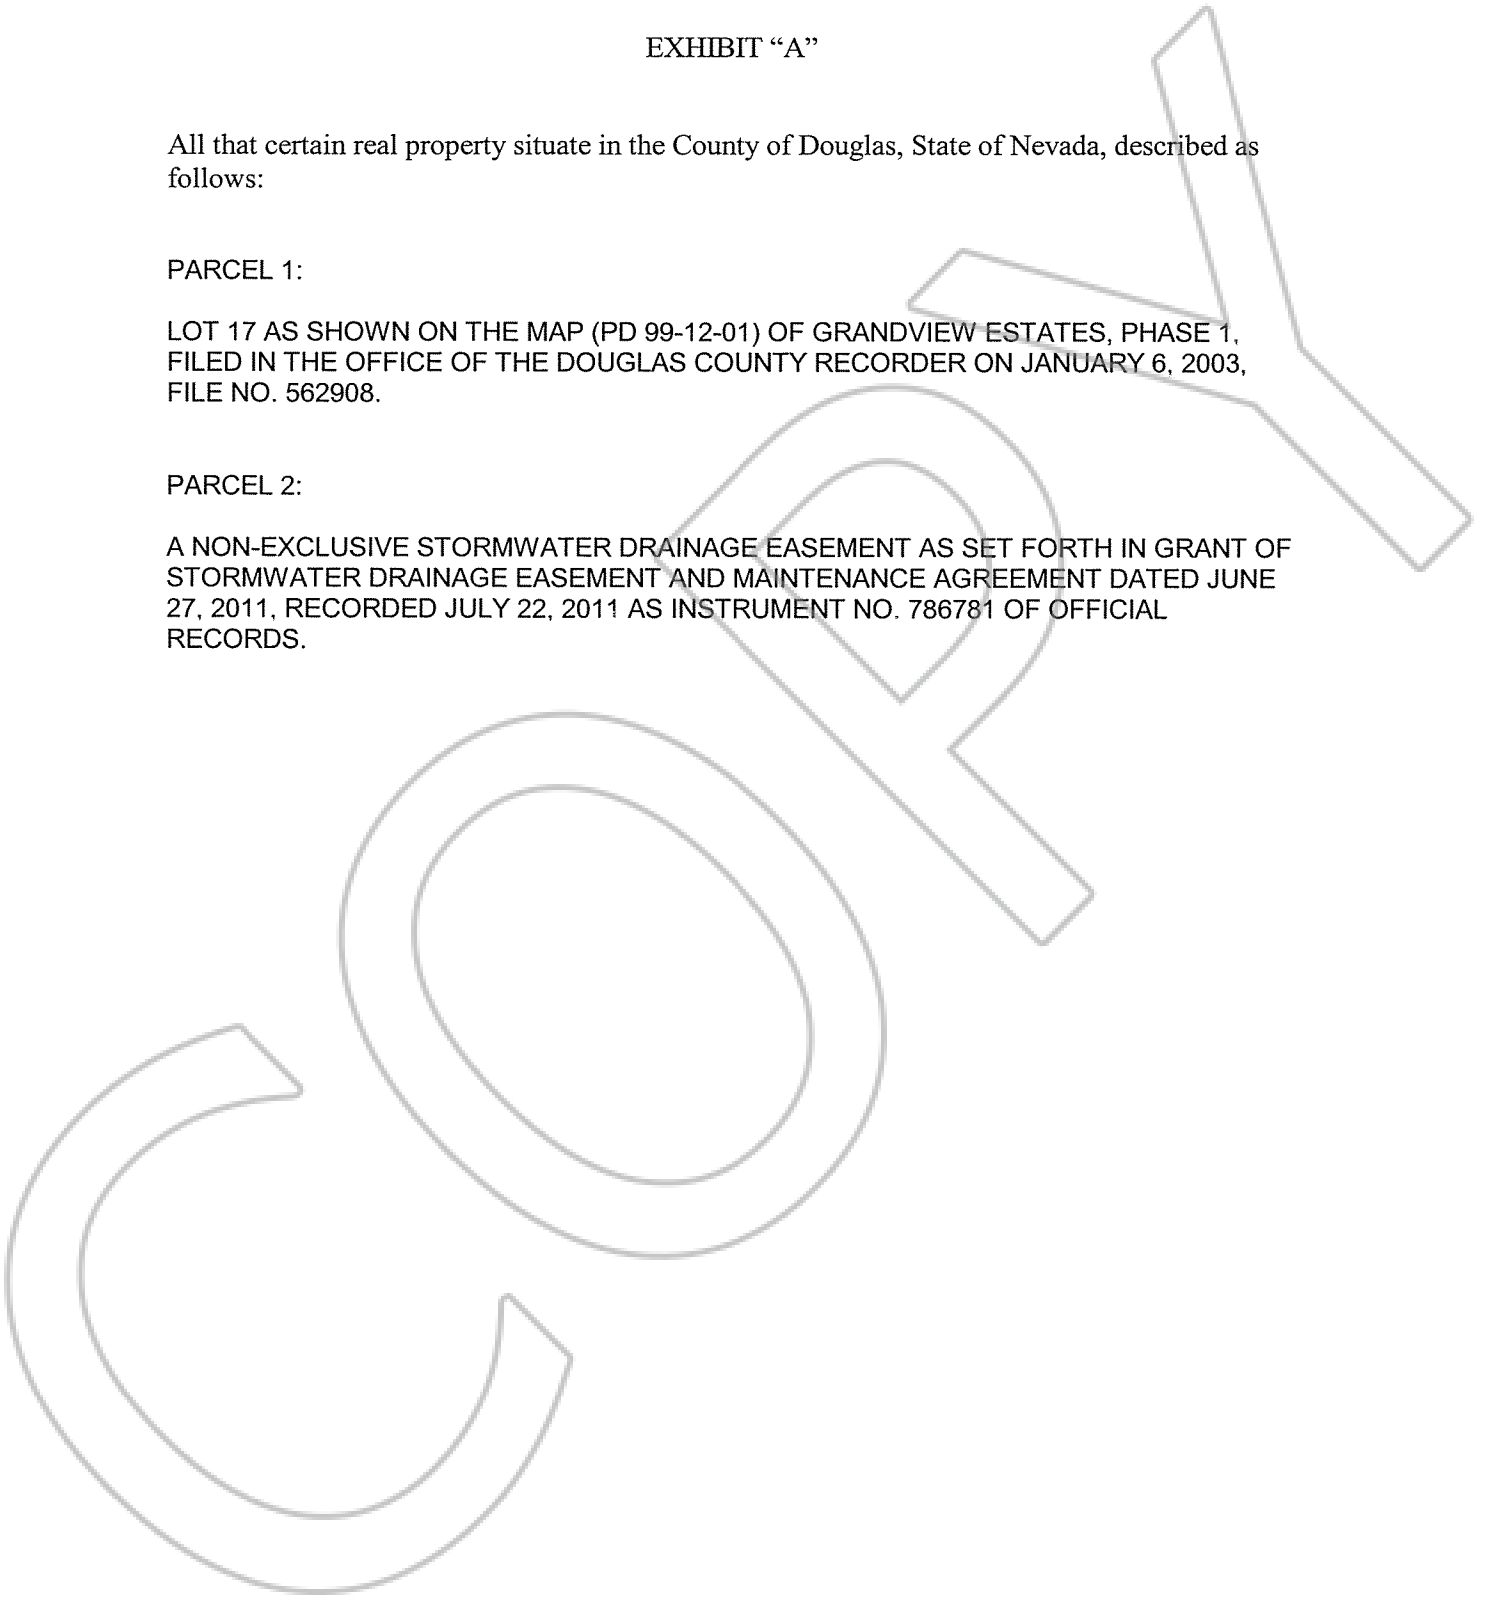 EXHIBIT “A”
All that certain real property situate in the County of Douglas, State of Nevada, described as
follows:
PARCEL 1:
LOT 17 AS SHOWN ON THE MAP (PD 99-12-01) OF GRANDVIEW ESTATES, PHASE 1,
FILED IN THE OFFICE OF THE DOUGLAS COUNTY RECORDER ON JANUARY 6, 2003,
FILE NO. 562908.
PARCEL 2:
A NON-EXCLUSIVE STORMWATER DRAINAGE EASEMENT AS SET FORTH IN GRANT OF
STORMWATER DRAINAGE EASEMENT AND MAINTENANCE AGREEMENT DATED JUNE
27, 2011, RECORDED JULY 22, 2011 AS INSTRUMENT NO. 786781 OF OFFICIAL
RECORDS.
COPY